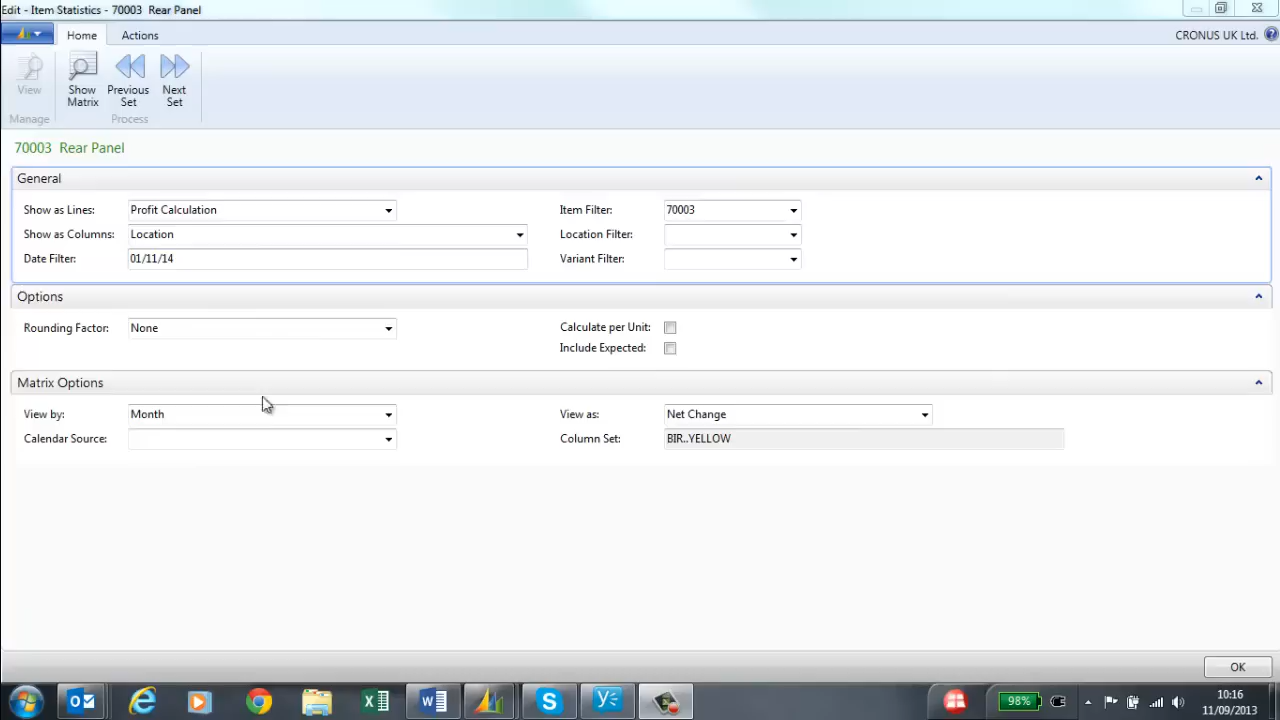 Edit - Item Statistics - 70003 Rear Panel
Home Actions CRONUS UK Ltd.
View Show Matrix Previous Set Next Set
Manage Process
70003 Rear Panel
General
Show as Lines: Profit Calculation Item Filter: 70003
Show as Columns: Location Location Filter:
Date Filter: 01/11/14 Variant Filter:
Options
Rounding Factor: None Calculate per Unit:
Include Expected:
Matrix Options
View by: Month View as: Net Change
Calendar Source: Column Set: BIR..YELLOW
OK
98% 10:16
11/09/2013